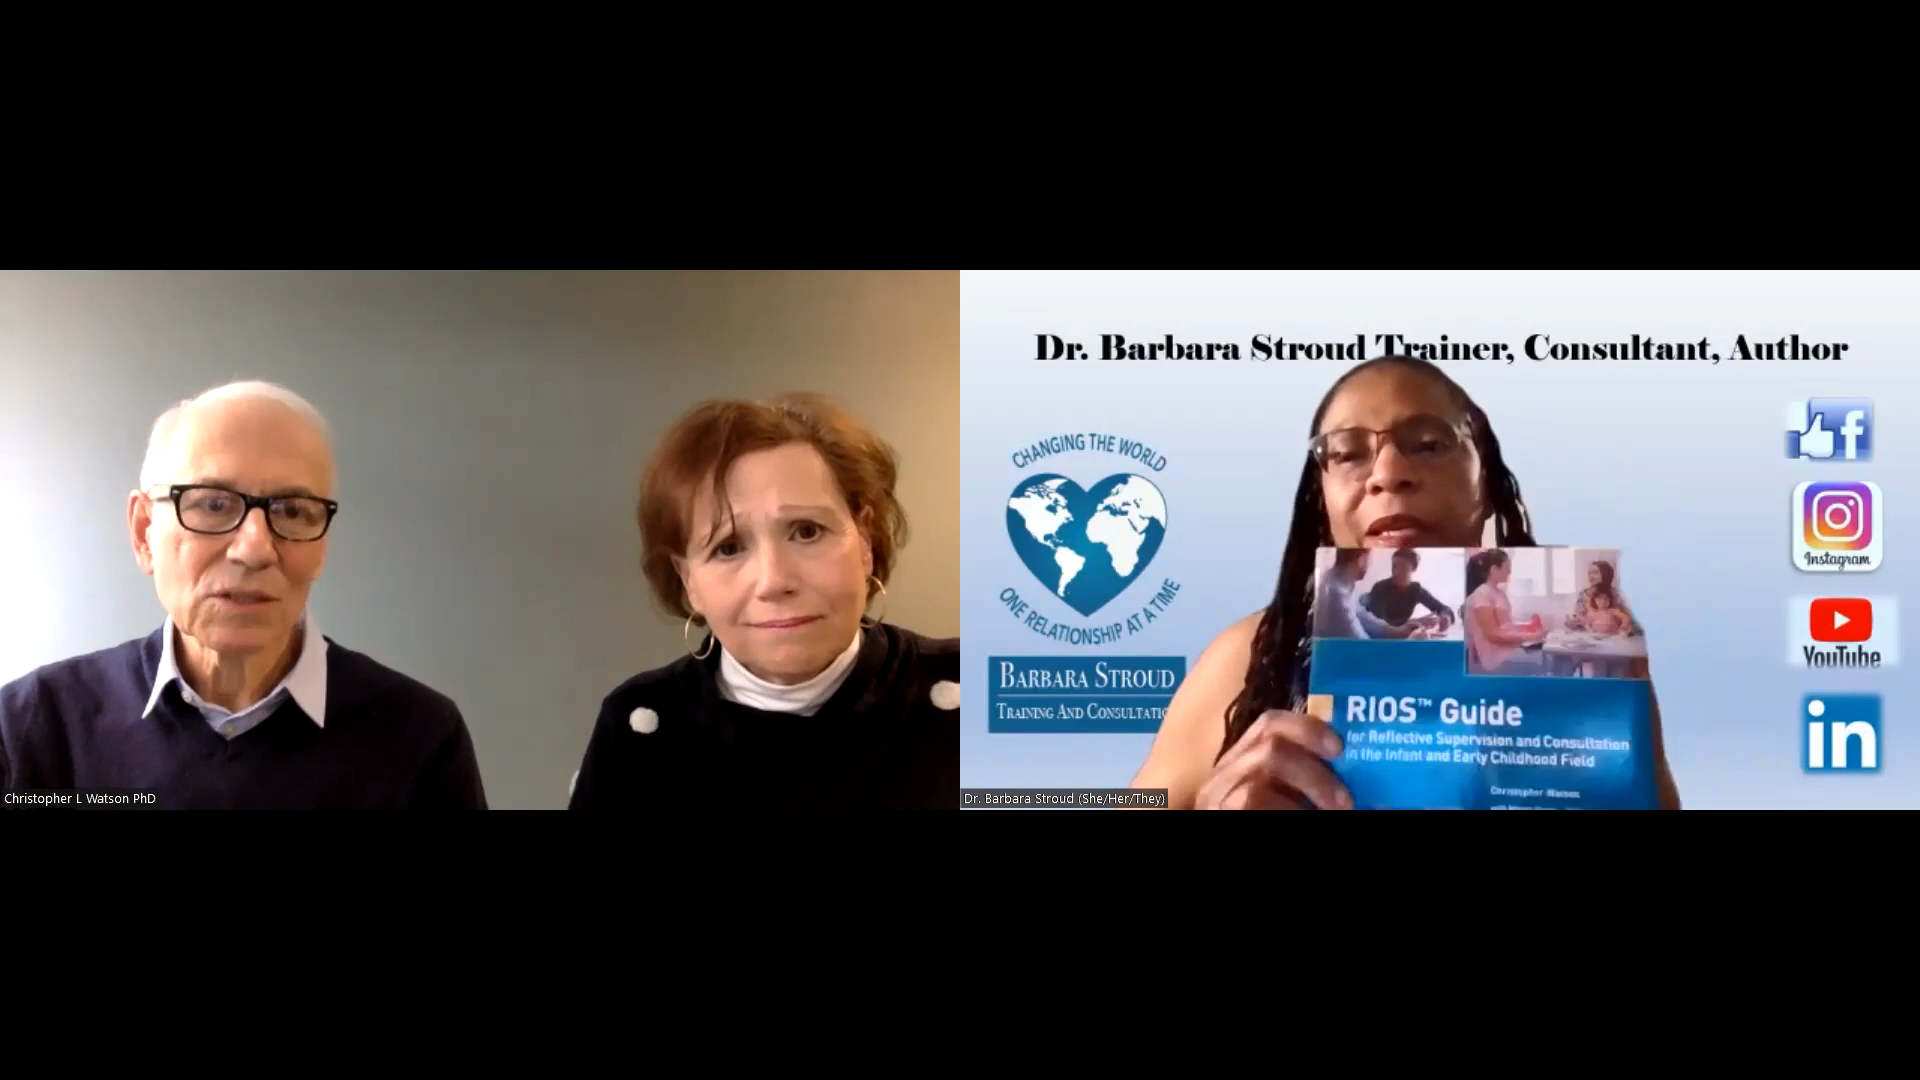 Dr. Barbara Stroud Trainer, Consultant, Author
CHANGING THE WORLD
ONE RELATIONSHIP AT A TIME
BARBARA STROUD
TRAINING AND CONSULTATIO
f
Instagram
YouTube
in
RIOS™ Guide
for Reflective Supervision and Consultation
in the Infant and Early Childhood Field
Christopher Watson
Christopher L Watson PhD
Dr. Barbara Stroud (She/Her/They)